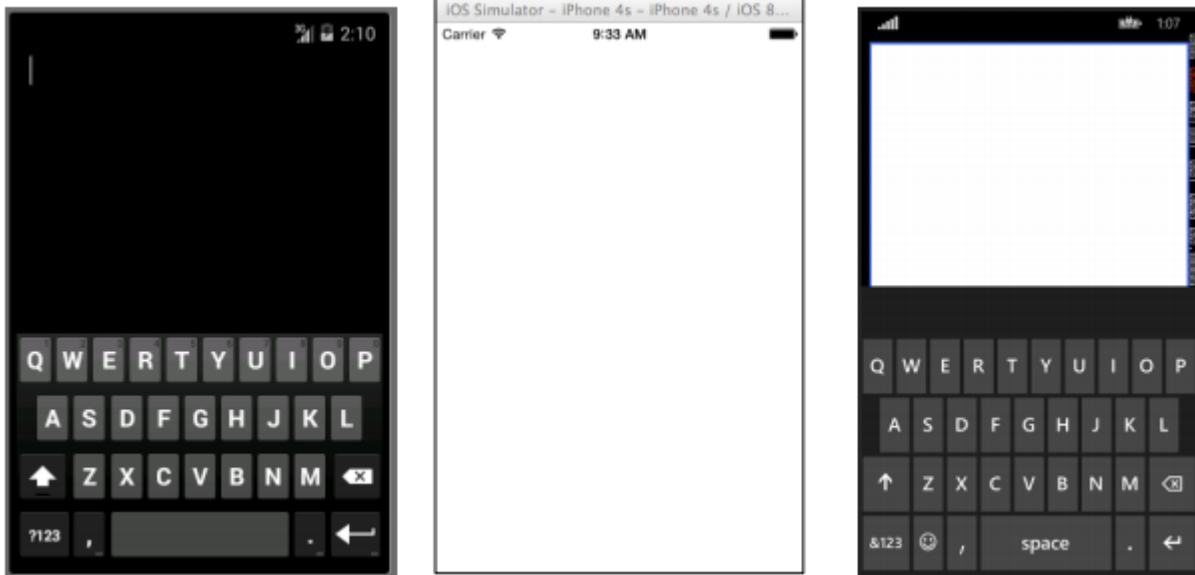 3G 2:10
Q W E R T Y U I O P
A S D F G H J K L
Z X C V B N M
?123 , .
iOS Simulator – iPhone 4s – iPhone 4s / iOS 8...
Carrier 9:33 AM
1:07
Q W E R T Y U I O P
A S D F G H J K L
Z X C V B N M
&123 , space .